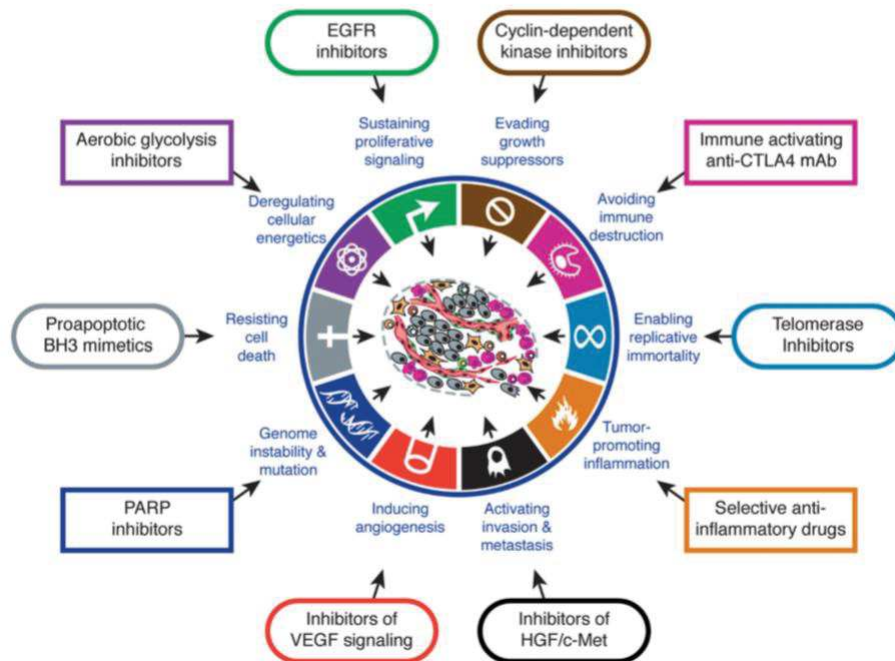 EGFR
inhibitors
Cyclin-dependent
kinase inhibitors
Sustaining
proliferative
signaling
Evading
growth
suppressors
Aerobic glycolysis
inhibitors
Immune activating
anti-CTLA4 mAb
Deregulating
cellular
energetics
Avoiding
immune
destruction
Proapoptotic
BH3 mimetics
Resisting
cell
death
Enabling
replicative
immortality
Telomerase
Inhibitors
Genome
instability &
mutation
Tumor-
promoting
inflammation
PARP
inhibitors
Inducing
angiogenesis
Activating
invasion &
metastasis
Selective anti-
inflammatory drugs
Inhibitors of
VEGF signaling
Inhibitors of
HGF/c-Met